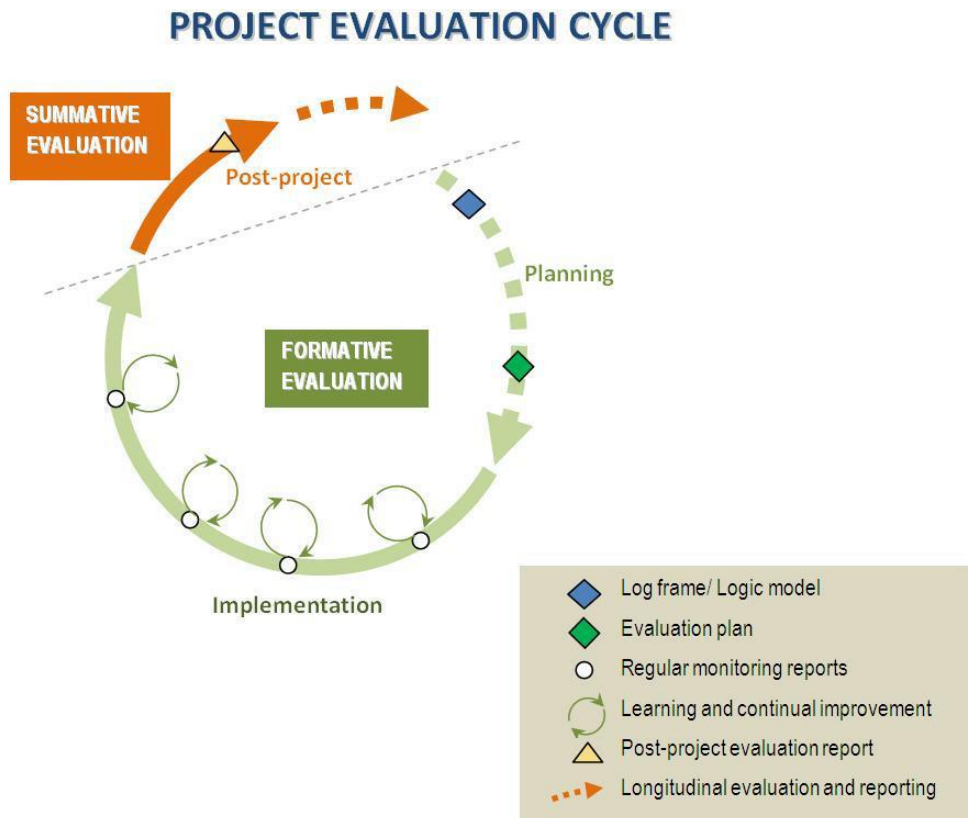 PROJECT EVALUATION CYCLE
SUMMATIVE
EVALUATION
Post-project
Planning
FORMATIVE
EVALUATION
Implementation
Log frame/ Logic model
Evaluation plan
Regular monitoring reports
Learning and continual improvement
Post-project evaluation report
Longitudinal evaluation and reporting